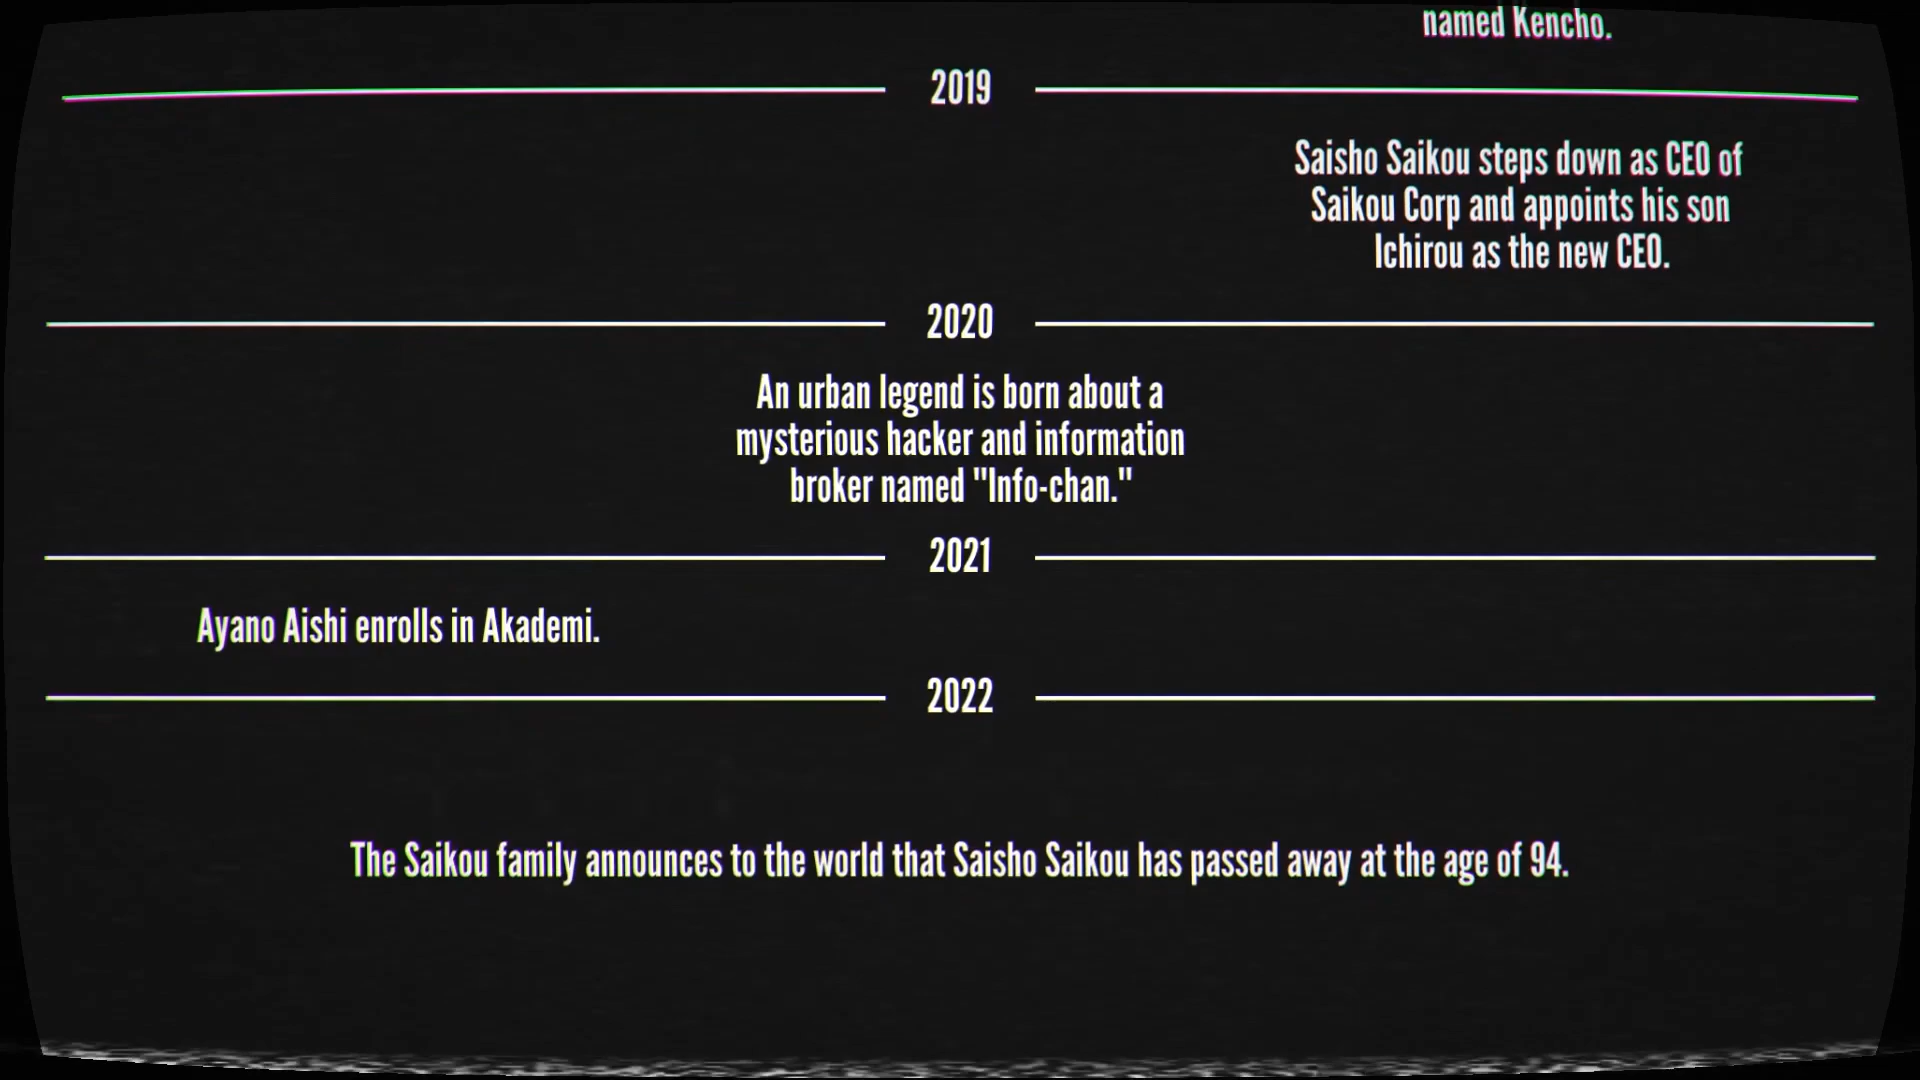 named Kencho.
2019
Saisho Saikou steps down as CEO of
Saikou Corp and appoints his son
Ichirou as the new CEO.
2020
An urban legend is born about a
mysterious hacker and information
broker named "Info-chan."
2021
Ayano Aishi enrolls in Akademi.
2022
The Saikou family announces to the world that Saisho Saikou has passed away at the age of 94.